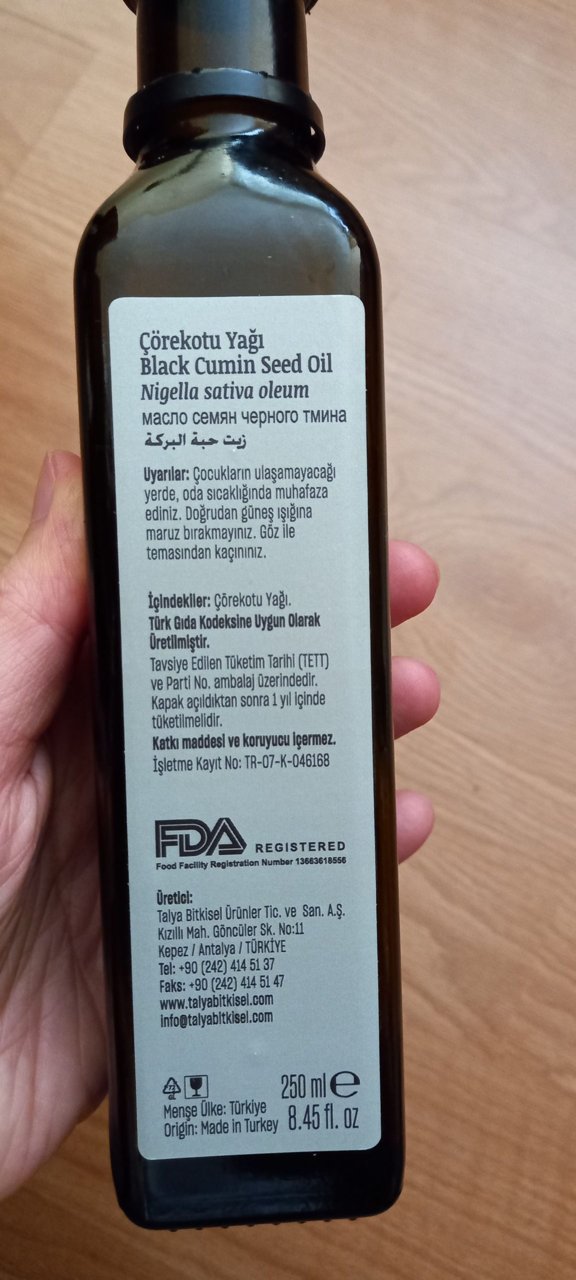 Çörekotu Yağı
Black Cumin Seed Oil
Nigella sativa oleum
масло семян черного тмина
زيت حبة البركة
Uyarılar: Çocukların ulaşamayacağı
yerde, oda sıcaklığında muhafaza
ediniz. Doğrudan güneş ışığına
maruz bırakmayınız. Göz ile
temasından kaçınınız.
İçindekiler: Çörekotu Yağı.
Türk Gıda Kodeksine Uygun Olarak
Üretilmiştir.
Tavsiye Edilen Tüketim Tarihi (TETT)
ve Parti No. ambalaj üzerindedir.
Kapak açıldıktan sonra 1 yıl içinde
tüketilmelidir.
Katkı maddesi ve koruyucu içermez.
İşletme Kayıt No: TR-07-K-046168
FDA REGISTERED
Food Facility Registration Number 13663618556
Üretici:
Talya Bitkisel Ürünler Tic. ve San. A.Ş.
Kızıllı Mah. Göncüler Sk. No:11
Kepez / Antalya / TÜRKİYE
Tel: +90 (242) 414 51 37
Faks: +90 (242) 414 51 47
www.talyabitkisel.com
info@talyabitkisel.com
250 ml e
Menşe Ülke: Türkiye
Origin: Made in Turkey 8.45 fl. oz